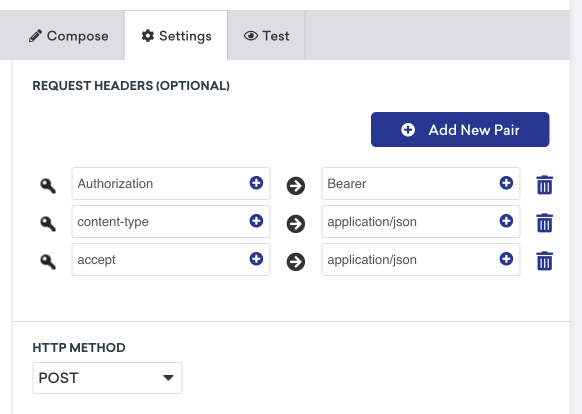 Compose Settings Test
REQUEST HEADERS (OPTIONAL)
Add New Pair
Authorization Bearer
content-type application/json
accept application/json
HTTP METHOD
POST